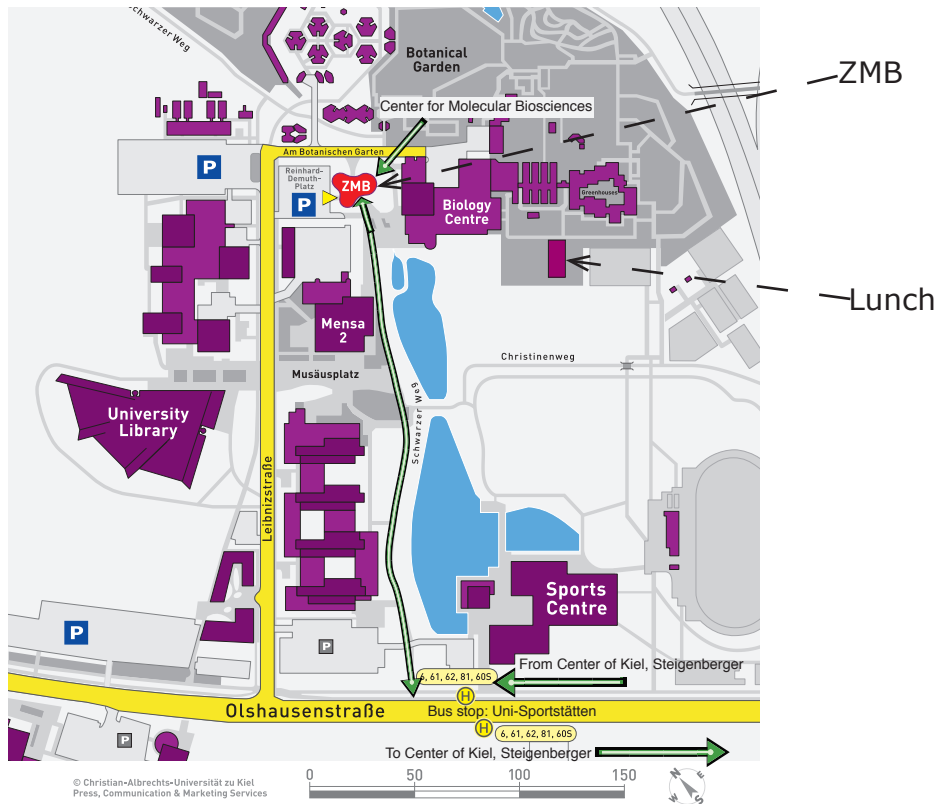 Schwarzer Weg
Botanical
Garden
ZMB
Center for Molecular Biosciences
Am Botanischen Garten
P
Reinhard-
Demuth-
Platz
P
ZMB
Biology
Centre
Greenhouses
Lunch
Mensa
2
Christinenweg
Musäusplatz
Schwarzer Weg
University
Library
Leibnizstraße
Sports
Centre
P
P
From Center of Kiel, Steigenberger
6, 61, 62, 81, 60S
H
Olshausenstraße
Bus stop: Uni-Sportstätten
H
6, 61, 62, 81, 60S
P
To Center of Kiel, Steigenberger
© Christian-Albrechts-Universität zu Kiel
Press, Communication & Marketing Services
0 50 100 150
N
E
S
W